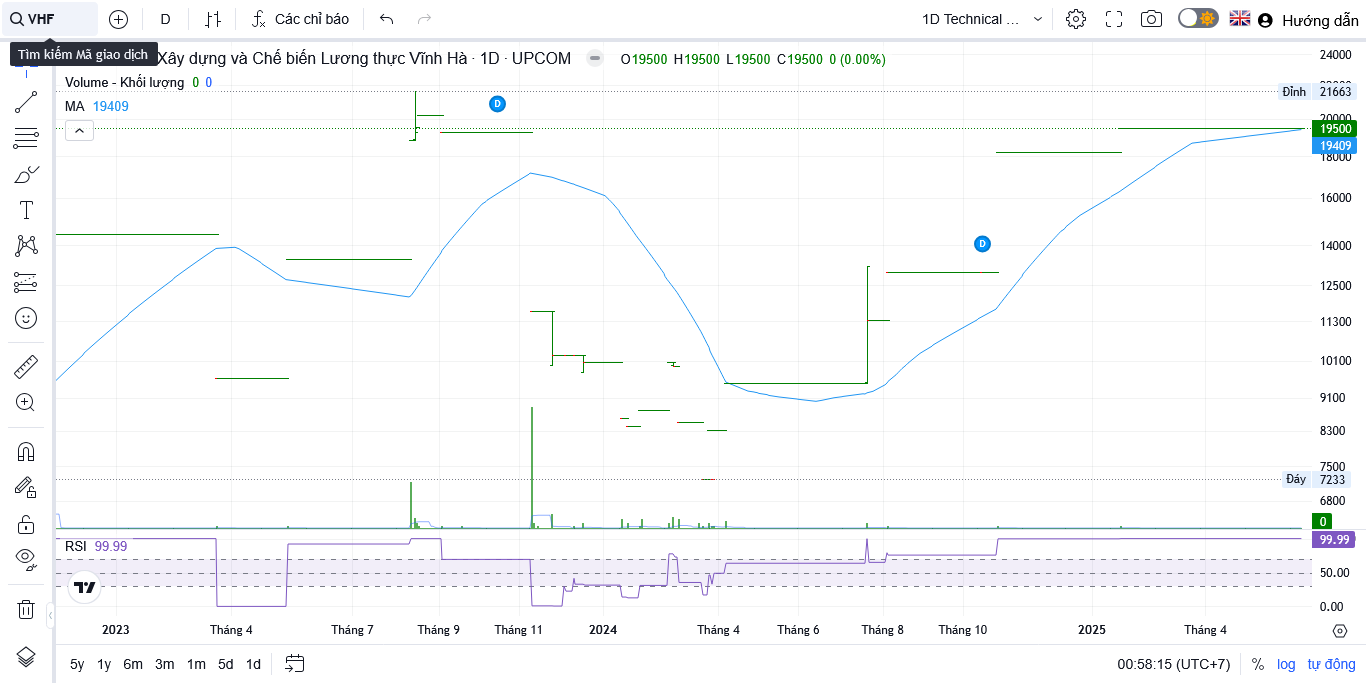 VHF
D
Các chỉ báo
1D Technical ...
Hướng dẫn
Tìm kiếm Mã giao dịch
Xây dựng và Chế biến Lương thực Vĩnh Hà · 1D · UPCOM
O19500 H19500 L19500 C19500 0 (0.00%)
Volume - Khối lượng 0 0
MA 19409
D
D
24000
Đỉnh 21663
20000
19500
19409
18000
16000
14000
12500
11300
10100
9100
8300
7500
Đáy 7233
6800
0
RSI 99.99
99.99
50.00
0.00
2023 Tháng 4 Tháng 7 Tháng 9 Tháng 11 2024 Tháng 4 Tháng 6 Tháng 8 Tháng 10 2025 Tháng 4
5y 1y 6m 3m 1m 5d 1d
00:58:15 (UTC+7) % log tự động